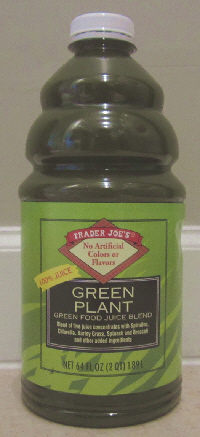 TRADER JOE'S
No Artificial
Colors or
Flavors
100% JUICE
GREEN
PLANT
GREEN FOOD JUICE BLEND
Blend of five juice concentrates with Spirulina,
Chlorella, Barley Grass, Spinach and Broccoli
and other added ingredients
NET 64 FL OZ (2 QT) 1.89 L